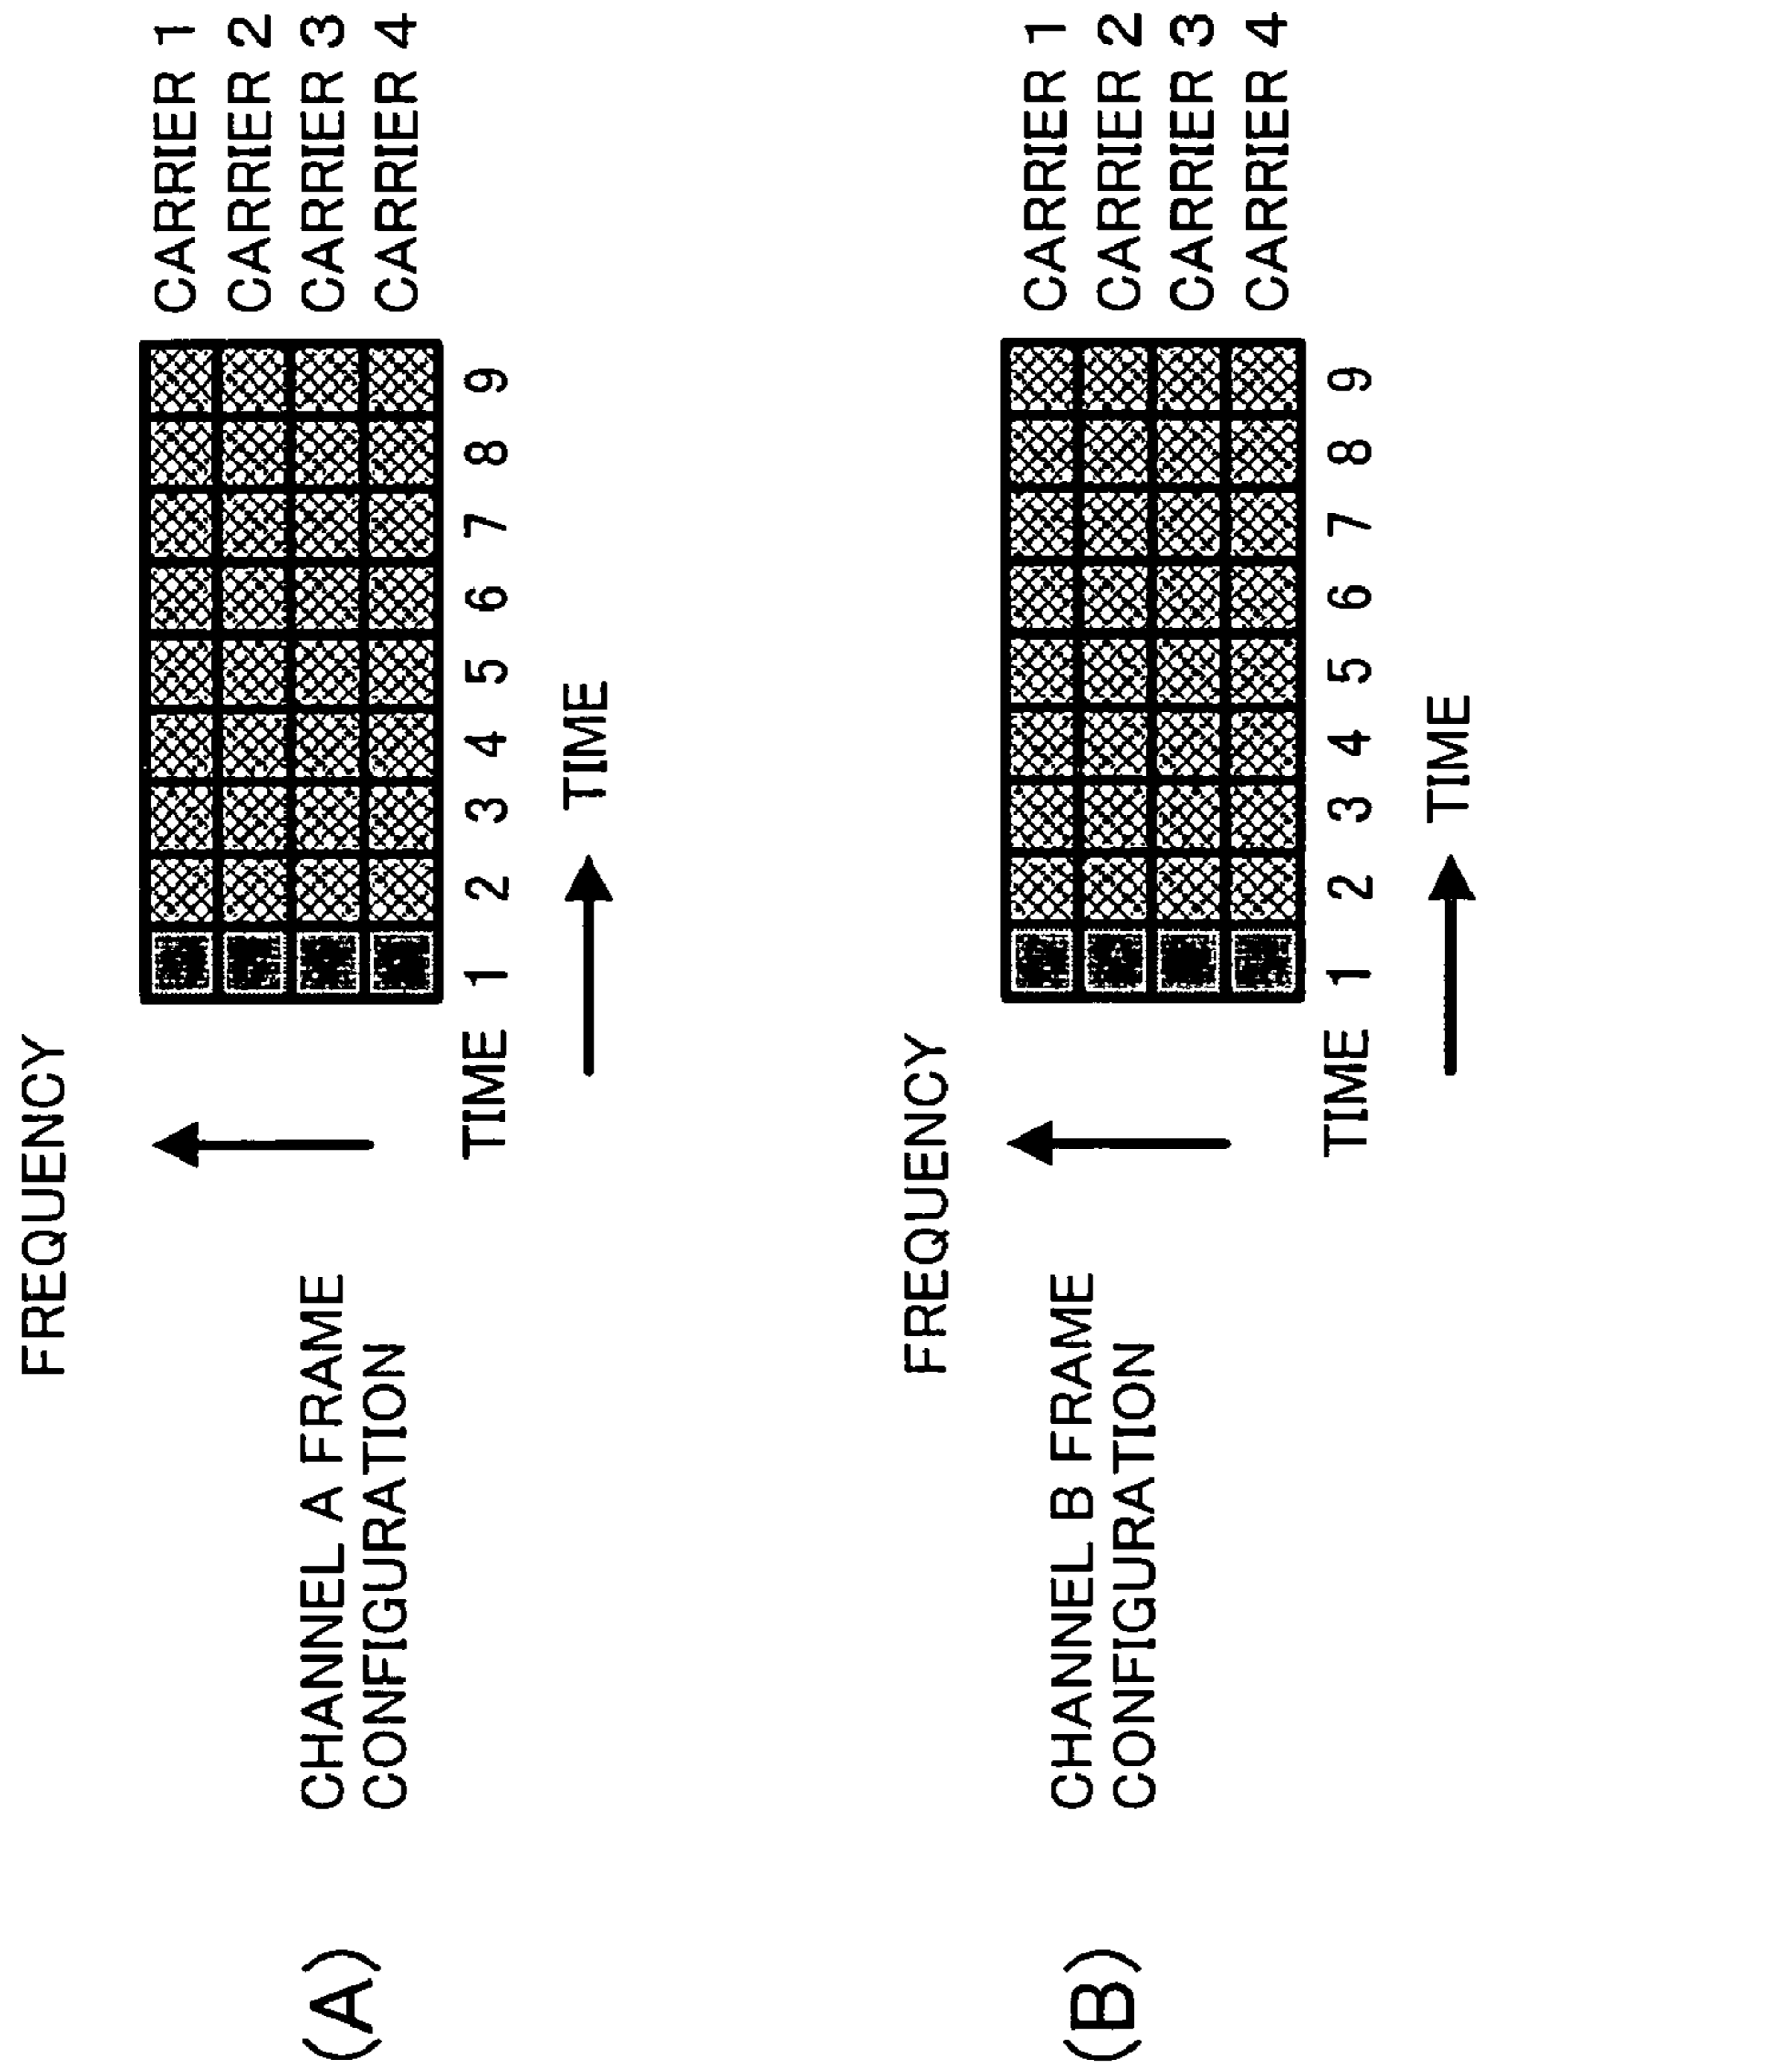 (A)
CHANNEL A FRAME
CONFIGURATION
FREQUENCY
CARRIER 1
CARRIER 2
CARRIER 3
CARRIER 4
TIME 1 2 3 4 5 6 7 8 9
TIME
(B)
CHANNEL B FRAME
CONFIGURATION
FREQUENCY
CARRIER 1
CARRIER 2
CARRIER 3
CARRIER 4
TIME 1 2 3 4 5 6 7 8 9
TIME